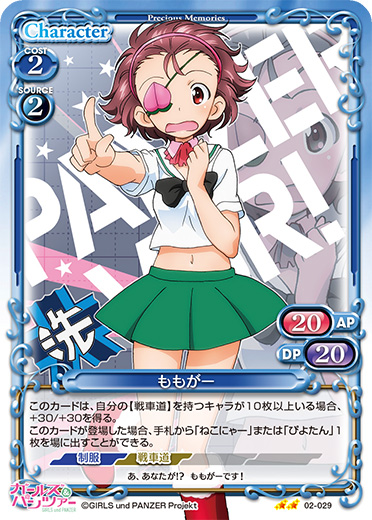 Precious Memories
Character
COST
2
SOURCE
2
PANZER
GIRL
洗
20 AP
DP 20
ももがー
このカードは、自分の【戦車道】を持つキャラが10枚以上いる場合、
+30/+30を得る。
このカードが登場した場合、手札から「ねこにゃー」または「ぴよたん」1
枚を場に出すことができる。
制服 戦車道
あ、あなたが!? ももがーです!
ガールズ&
パンツァー
GIRLS und PANZER
©GIRLS und PANZER Projekt
02-029